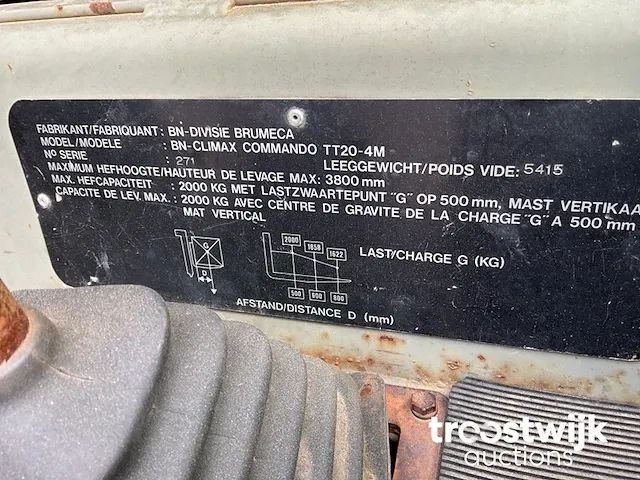 FABRIKANT/FABRIQUANT : BN-DIVISIE BRUMECA
MODEL/MODELE : BN-CLIMAX COMMANDO TT20-4M
Nº SERIE : 271 LEEGGEWICHT/POIDS VIDE: 5415
MAXIMUM HEFHOOGTE/HAUTEUR DE LEVAGE MAX: 3800 mm
MAX. HEFCAPACITEIT : 2000 KG MET LASTZWAARTEPUNT "G" OP 500 mm, MAST VERTIKAA
CAPACITE DE LEV. MAX. : 2000 KG AVEC CENTRE DE GRAVITE DE LA CHARGE "G" A 500 mm
MAT VERTICAL
G
D
2000
1622
LAST/CHARGE G (KG)
500 600 800
AFSTAND/DISTANCE D (mm)
troostwijk
auctions